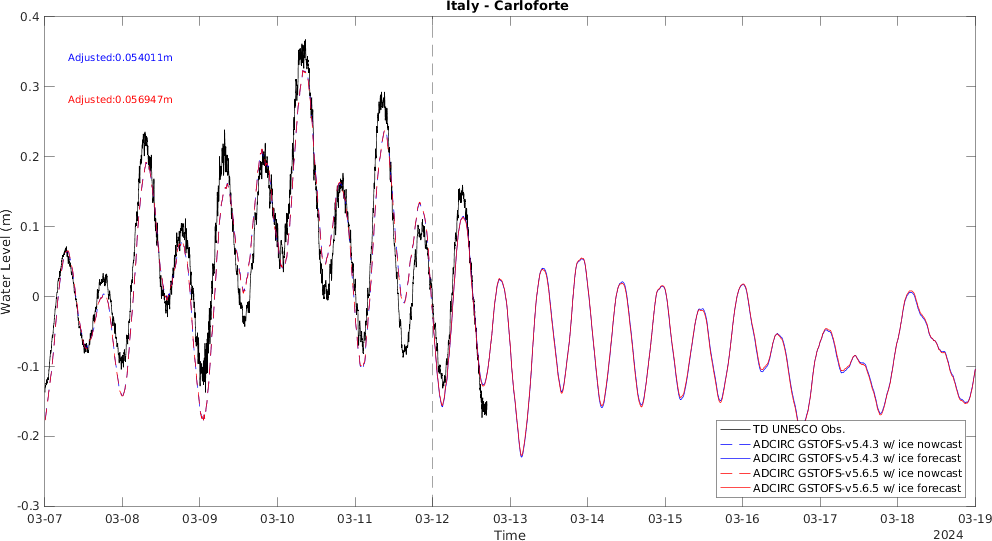 Italy - Carloforte
0.4
0.3
0.2
0.1
0
-0.1
-0.2
-0.3
Water Level (m)
Adjusted:0.054011m
Adjusted:0.056947m
TD UNESCO Obs.
ADCIRC GSTOFS-v5.4.3 w/ ice nowcast
ADCIRC GSTOFS-v5.4.3 w/ ice forecast
ADCIRC GSTOFS-v5.6.5 w/ ice nowcast
ADCIRC GSTOFS-v5.6.5 w/ ice forecast
03-07 03-08 03-09 03-10 03-11 03-12 03-13 03-14 03-15 03-16 03-17 03-18 03-19
Time
2024